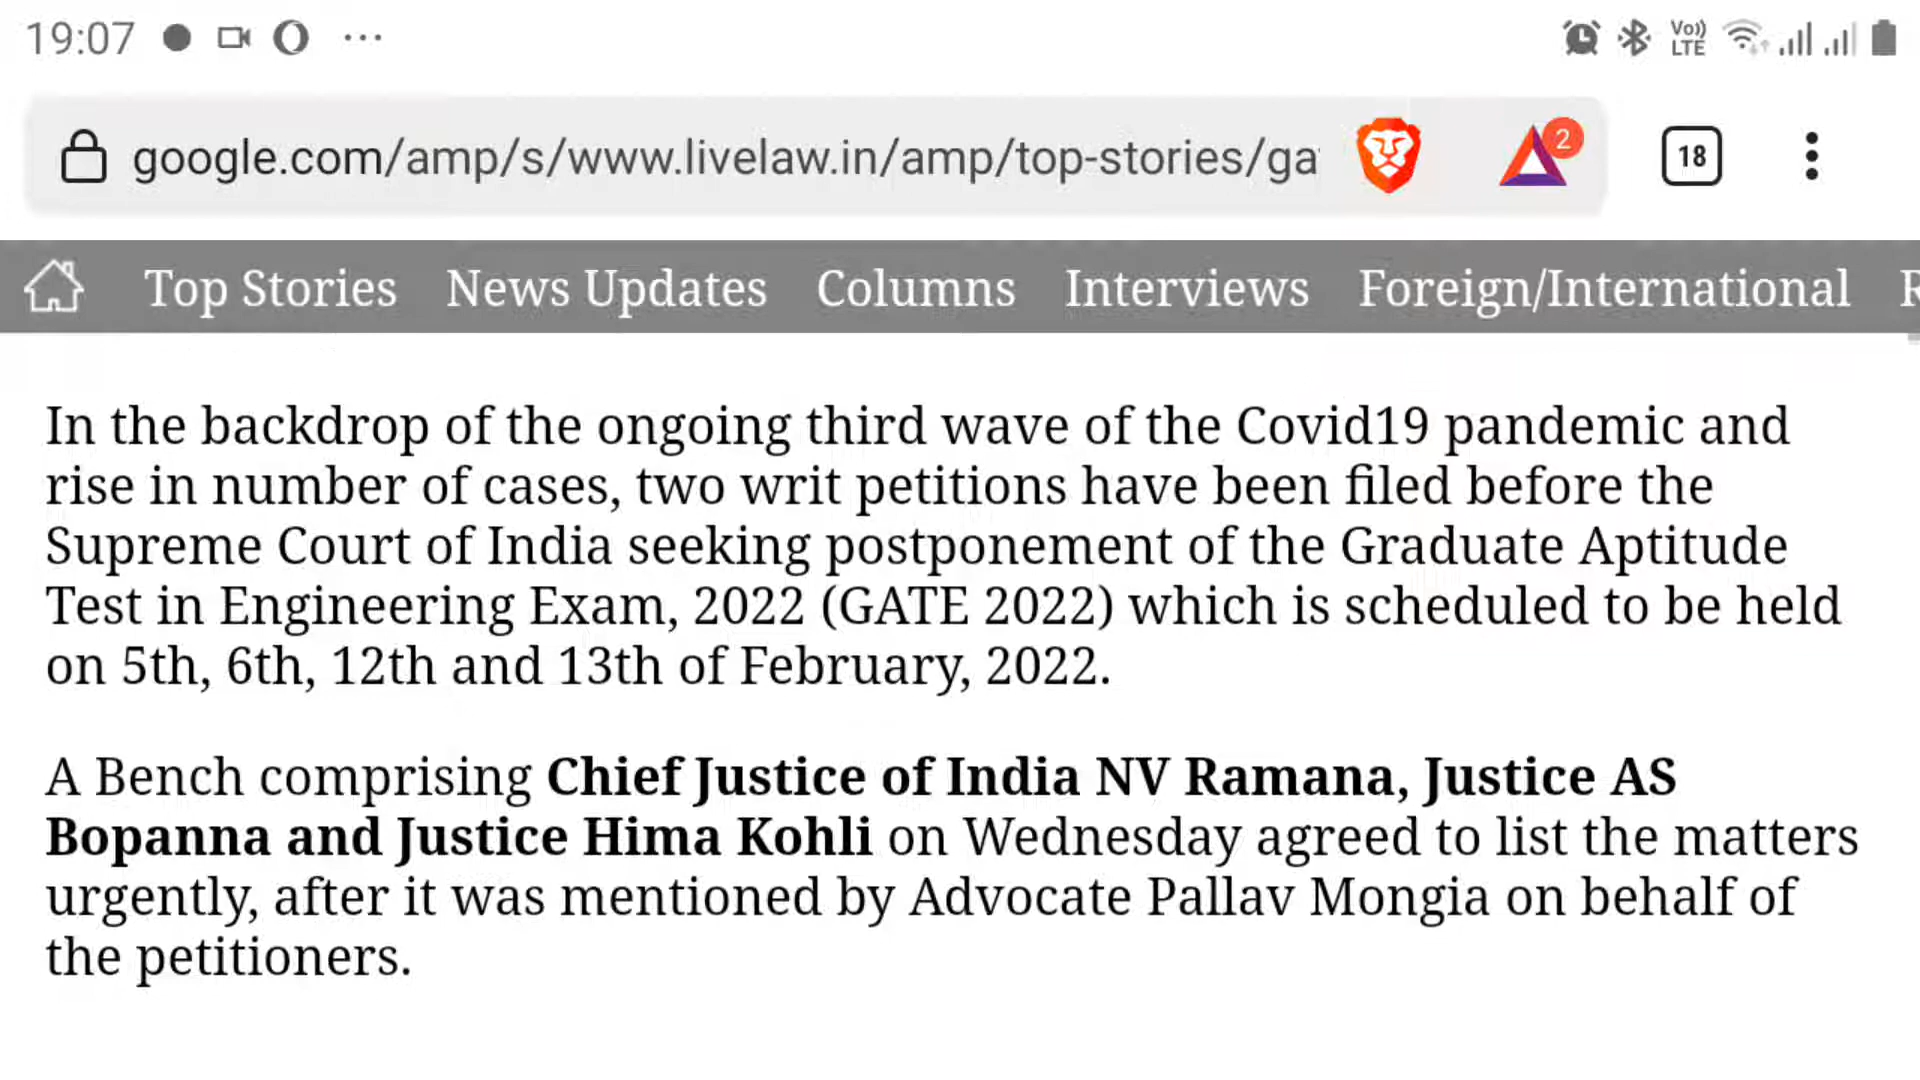 19:07
Vo)) LTE
google.com/amp/s/www.livelaw.in/amp/top-stories/ga
2
18
Top Stories News Updates Columns Interviews Foreign/International R
In the backdrop of the ongoing third wave of the Covid19 pandemic and
rise in number of cases, two writ petitions have been filed before the
Supreme Court of India seeking postponement of the Graduate Aptitude
Test in Engineering Exam, 2022 (GATE 2022) which is scheduled to be held
on 5th, 6th, 12th and 13th of February, 2022.
A Bench comprising Chief Justice of India NV Ramana, Justice AS
Bopanna and Justice Hima Kohli on Wednesday agreed to list the matters
urgently, after it was mentioned by Advocate Pallav Mongia on behalf of
the petitioners.